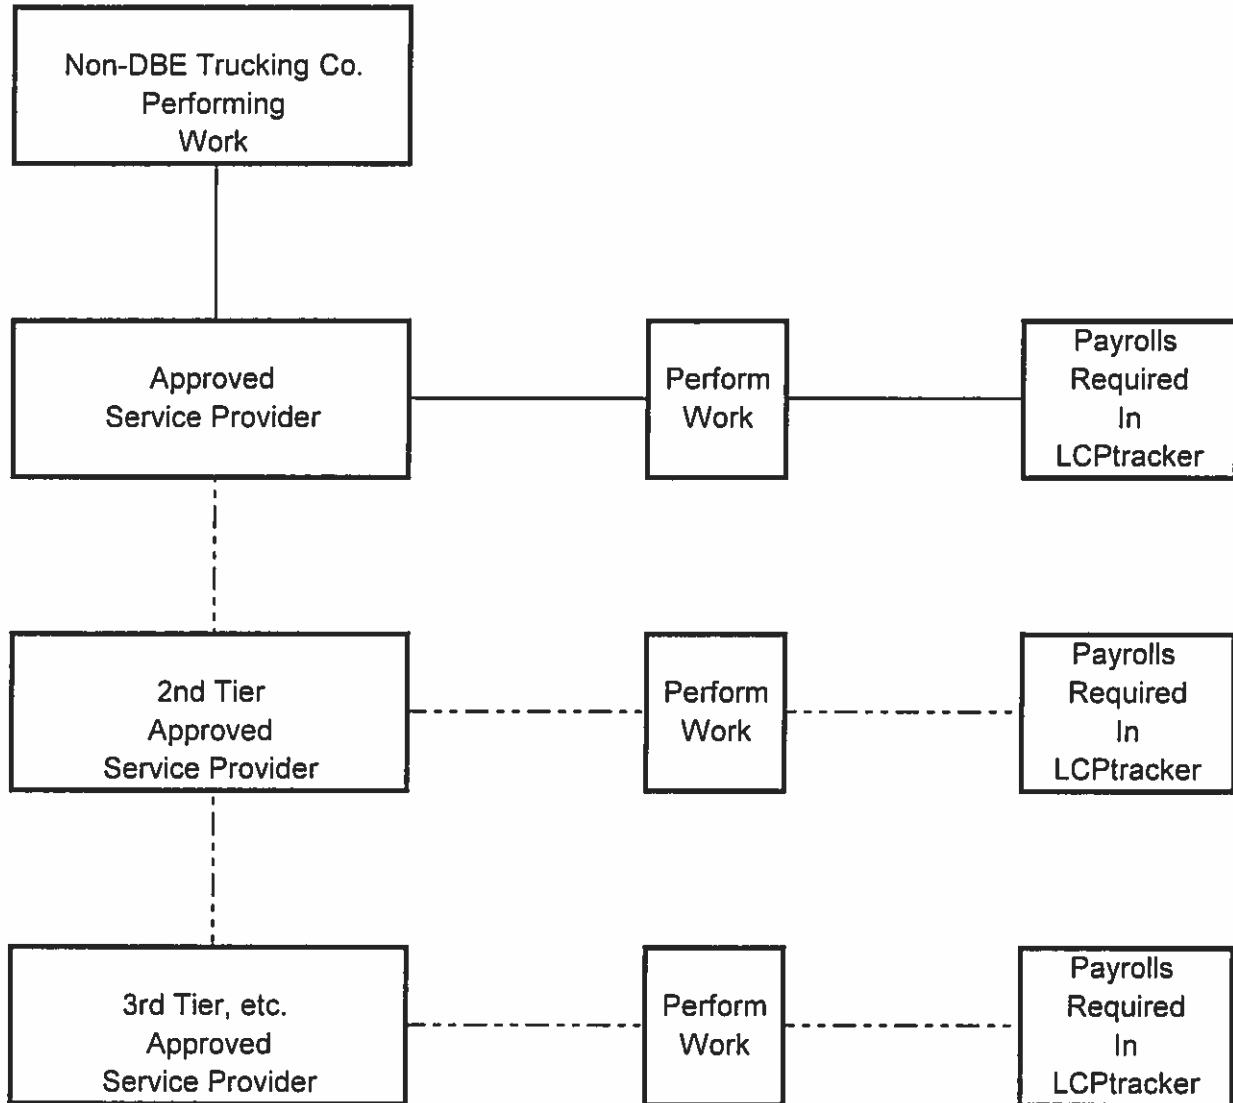 Non-DBE Trucking Co.
Performing
Work
Approved
Service Provider
Perform
Work
Payrolls
Required
In
LCPtracker
2nd Tier
Approved
Service Provider
Perform
Work
Payrolls
Required
In
LCPtracker
3rd Tier, etc.
Approved
Service Provider
Perform
Work
Payrolls
Required
In
LCPtracker